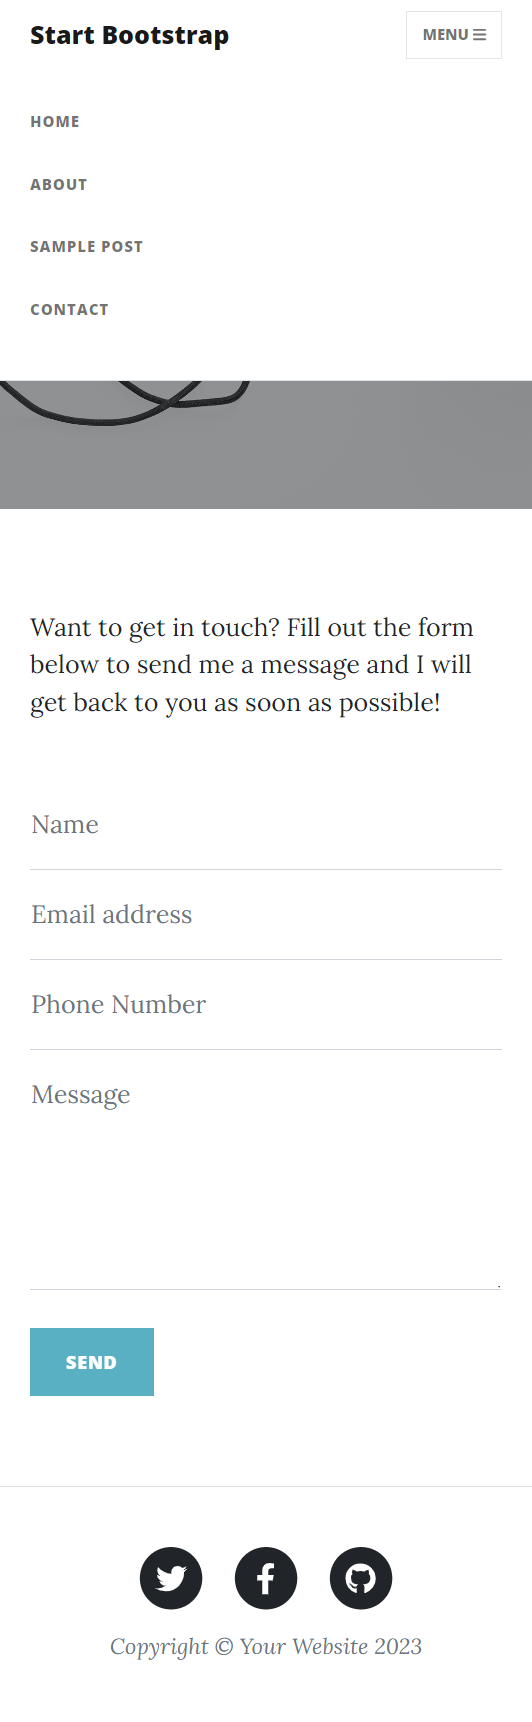 Start Bootstrap
MENU
HOME
ABOUT
SAMPLE POST
CONTACT
Want to get in touch? Fill out the form
below to send me a message and I will
get back to you as soon as possible!
Name
Email address
Phone Number
Message
SEND
Copyright © Your Website 2023